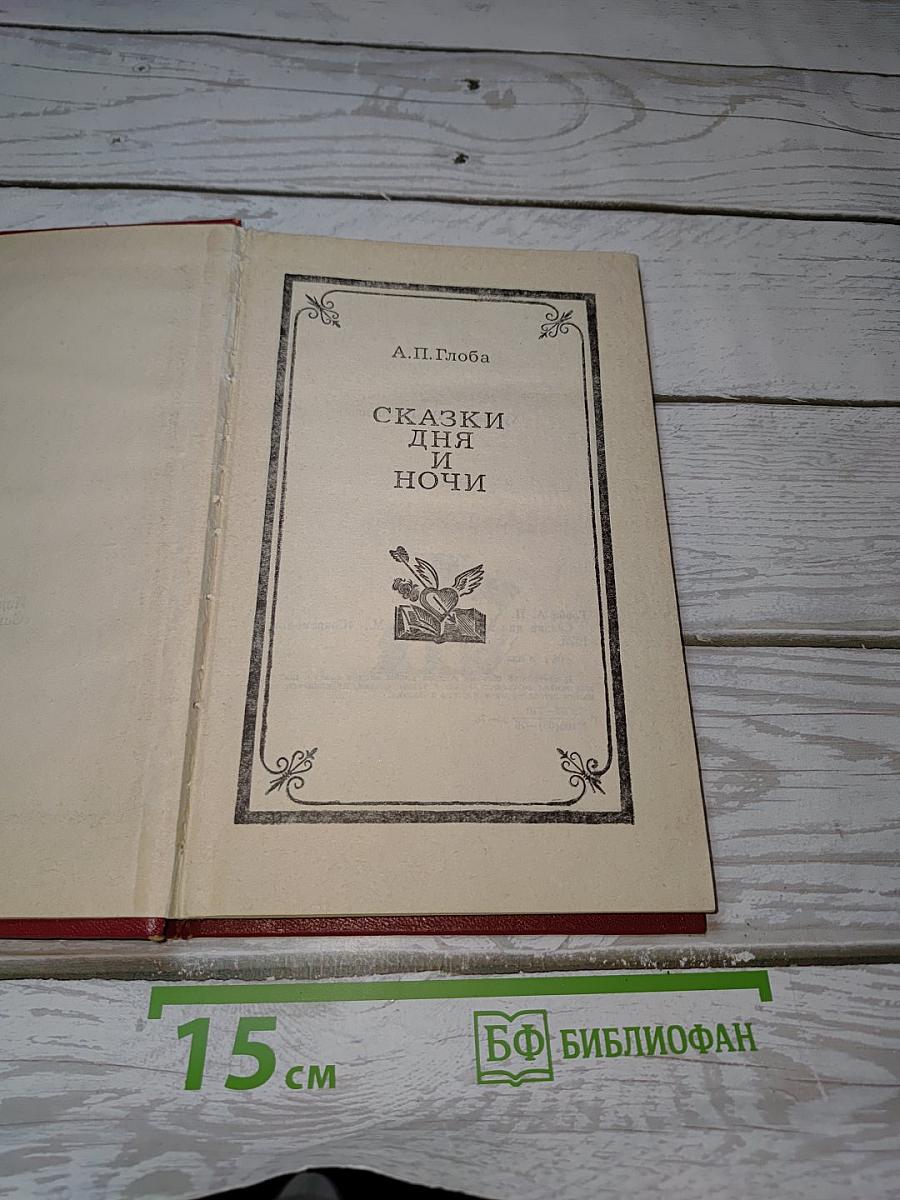 А.П.Глоба
СКАЗКИ
ДНЯ
И
НОЧИ
15 см
БФ БИБЛИОФАН